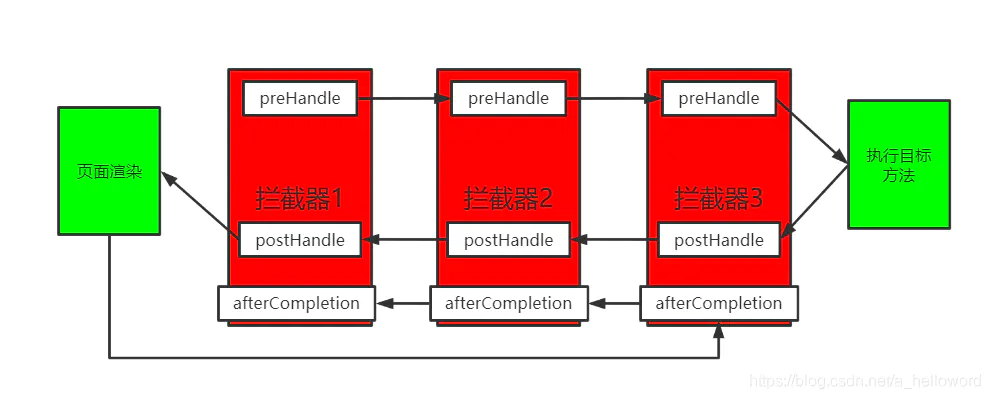 preHandle
preHandle
preHandle
页面渲染
执行目标
方法
拦截器1
拦截器2
拦截器3
postHandle
postHandle
postHandle
afterCompletion
afterCompletion
afterCompletion
https://blog.csdn.net/a_helloword